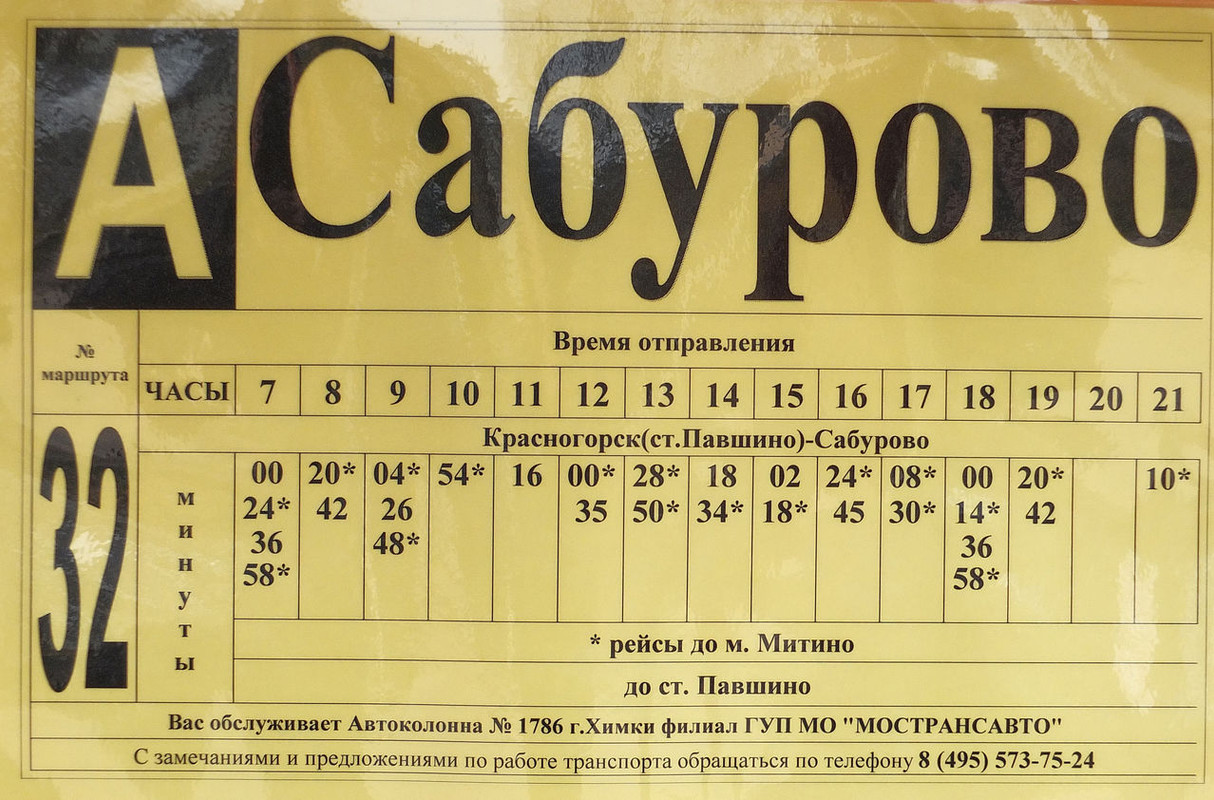 А Сабурово
№ маршрута
Время отправления
ЧАСЫ 7 8 9 10 11 12 13 14 15 16 17 18 19 20 21
32
Красногорск(ст.Павшино)-Сабурово
минуты
00 20* 04* 54* 16 00* 28* 18 02 24* 08* 00 20* 10*
24* 42 26 35 50* 34* 18* 45 30* 14* 42
36 48* 36
58* 58*
* рейсы до м. Митино
до ст. Павшино
Вас обслуживает Автоколонна № 1786 г.Химки филиал ГУП МО "МОСТРАНСАВТО"
С замечаниями и предложениями по работе транспорта обращаться по телефону 8 (495) 573-75-24